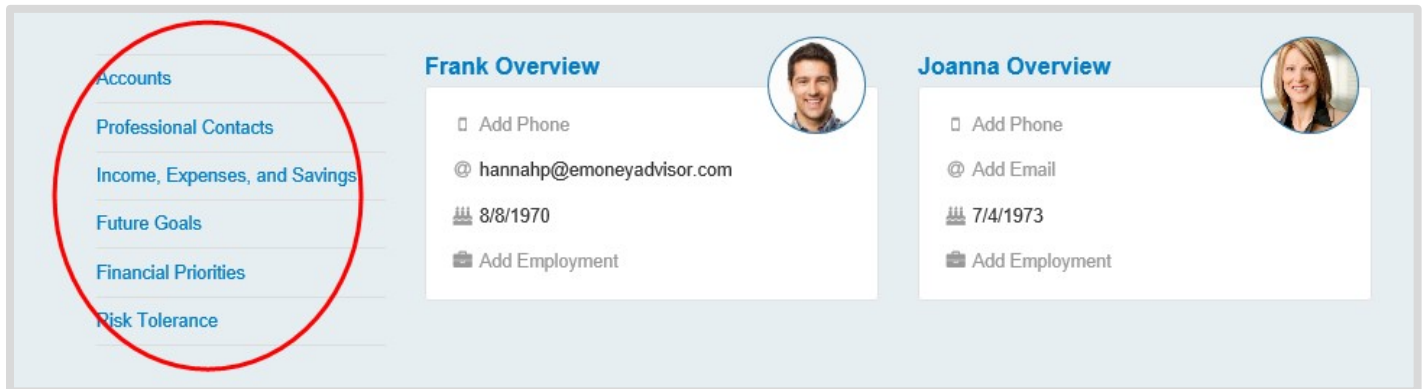 Accounts
Professional Contacts
Income, Expenses, and Savings
Future Goals
Financial Priorities
Risk Tolerance
Frank Overview
Add Phone
@ hannahp@emoneyadvisor.com
8/8/1970
Add Employment
Joanna Overview
Add Phone
@ Add Email
7/4/1973
Add Employment